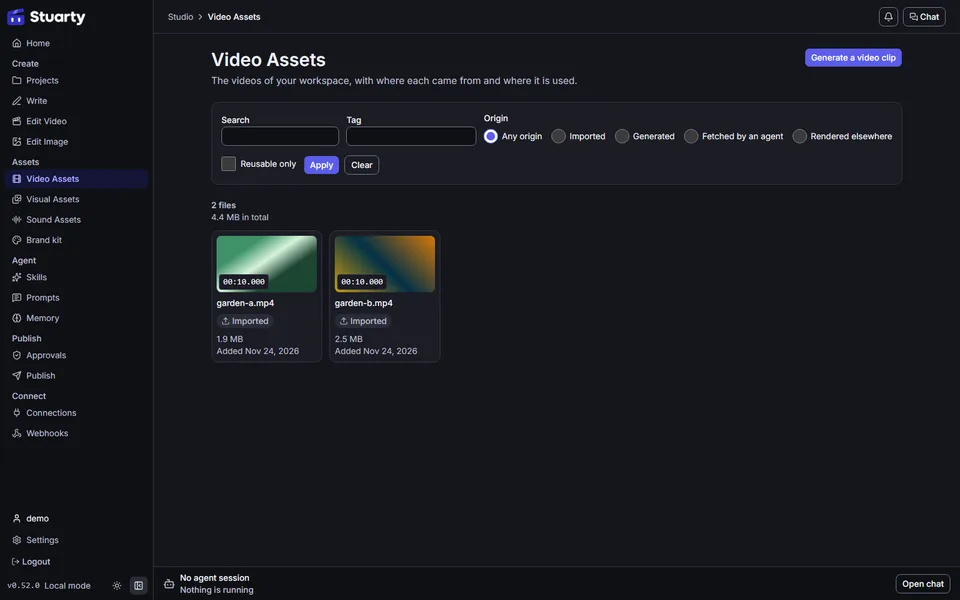 Stuarty
Home
Create
Projects
Write
Edit Video
Edit Image
Assets
Video Assets
Visual Assets
Sound Assets
Brand kit
Agent
Skills
Prompts
Memory
Publish
Approvals
Publish
Connect
Connections
Webhooks
demo
Settings
Logout
v0.52.0 Local mode
Studio > Video Assets
Chat
Video Assets
Generate a video clip
The videos of your workspace, with where each came from and where it is used.
Search
Tag
Origin
Any origin
Imported
Generated
Fetched by an agent
Rendered elsewhere
Reusable only
Apply
Clear
2 files
4.4 MB in total
00:10.000
garden-a.mp4
Imported
1.9 MB
Added Nov 24, 2026
00:10.000
garden-b.mp4
Imported
2.5 MB
Added Nov 24, 2026
No agent session
Nothing is running
Open chat